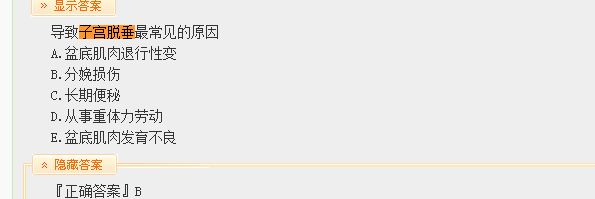 » 显示答案
导致子宫脱垂最常见的原因
A.盆底肌肉退行性变
B.分娩损伤
C.长期便秘
D.从事重体力劳动
E.盆底肌肉发育不良
隐藏答案
『正确答案』B